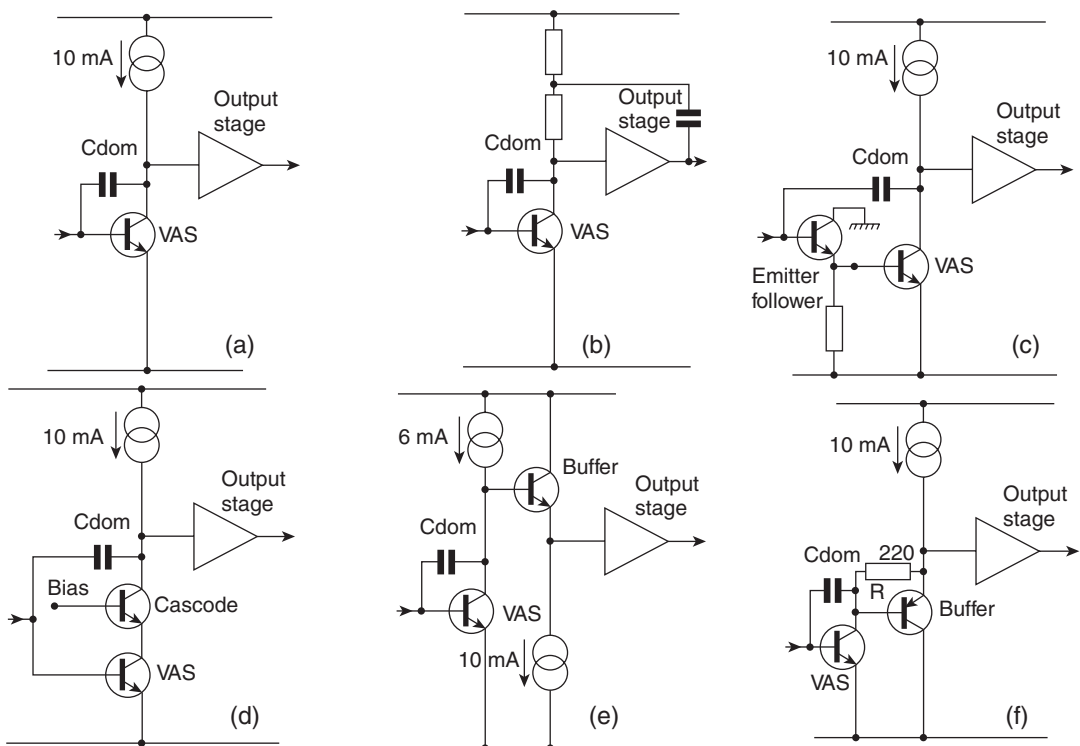 10 mA
Output
stage
Cdom
VAS
(a)
Output
stage
Cdom
VAS
(b)
10 mA
Output
stage
Cdom
VAS
Emitter
follower
(c)
10 mA
Output
stage
Cdom
Bias
Cascode
VAS
(d)
6 mA
Buffer
Output
stage
Cdom
VAS
10 mA
(e)
10 mA
Output
stage
Cdom
220
R
Buffer
VAS
(f)